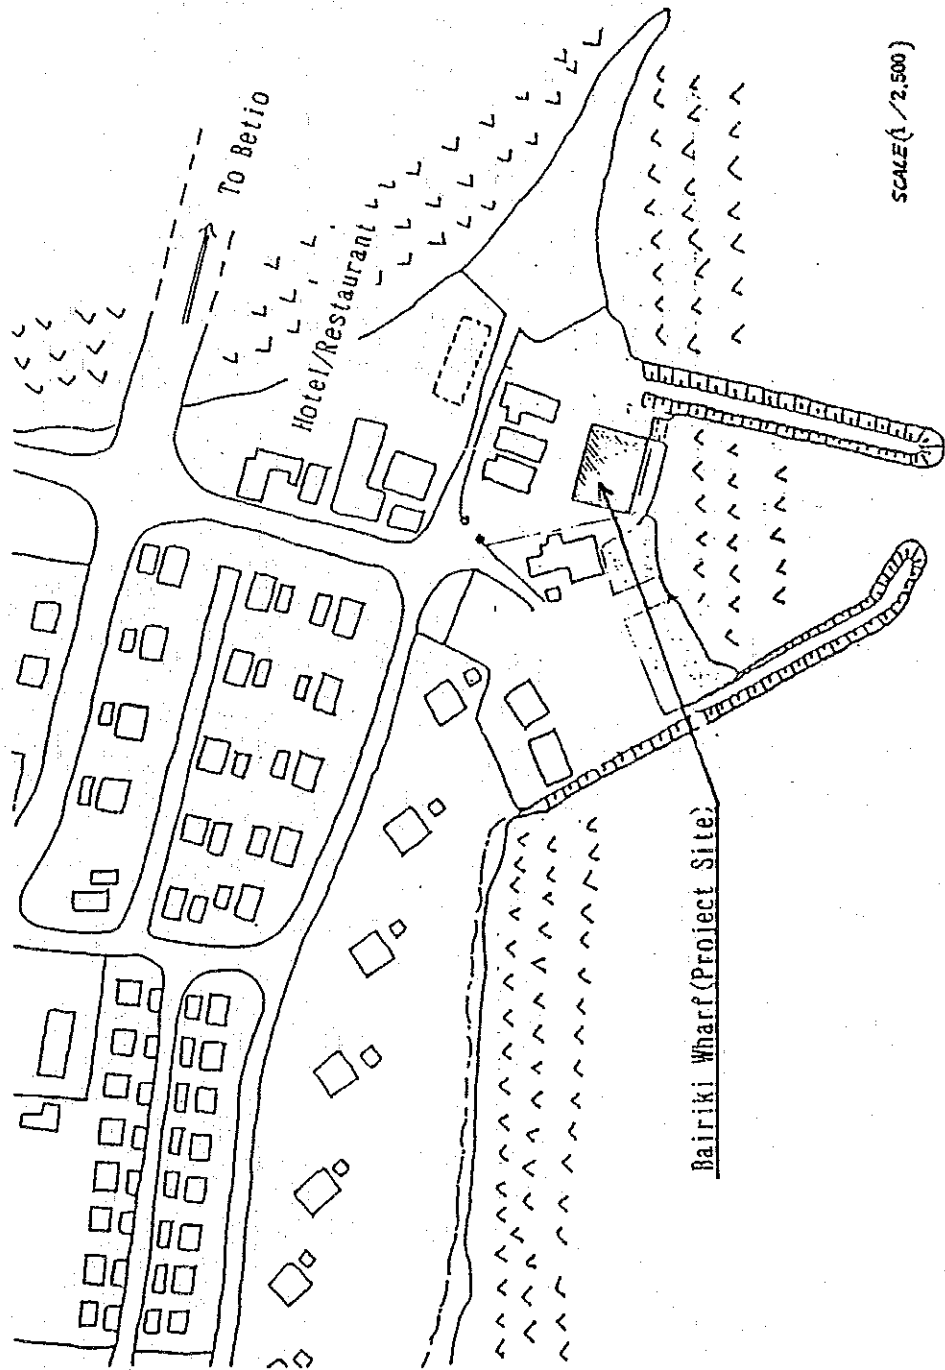 To Betio
Hotel/Restaurant
SCALE (1/2,500)
Bairiki Wharf(Project Site)